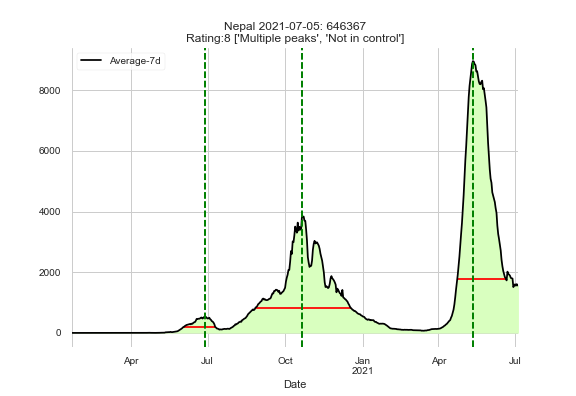 Nepal 2021-07-05: 646367
Rating:8 ['Multiple peaks', 'Not in control']
Average-7d
8000
6000
4000
2000
0
Apr
Jul
Oct
Jan
2021
Apr
Jul
Date